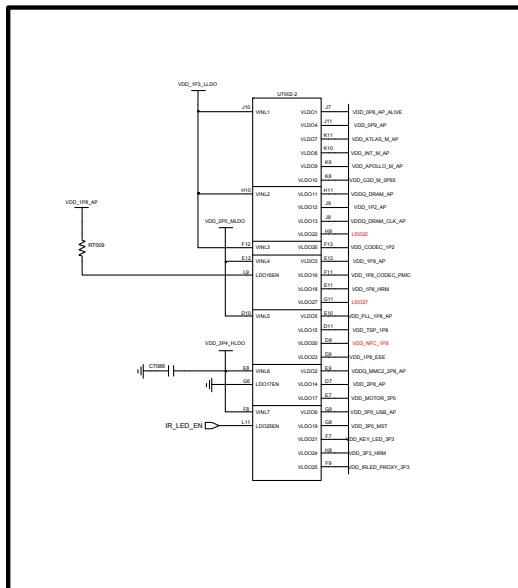 U7002-2
VDD_1P3_LLDO
J10 VINL1 VLDO1 J7 VDD_0P8_AP_ALIVE
VLDO4 J11 VDD_0P9_AP
VLDO7 K11 VDD_ATLAS_M_AP
VLDO8 K10 VDD_INT_M_AP
VLDO9 K9 VDD_APOLLO_M_AP
VLDO10 K8 VDD_G3D_M_0P95
H10 VINL2 VLDO11 H11 VDDQ_DRAM_AP
VDD_1P8_AP
VLDO12 J9 VDD_1P2_AP
VDD_2P0_MLDO
VLDO13 J8 VDDQ_DRAM_CLK_AP
VLDO22 H9 LDO22
R7009
F12 VINL3 VLDO26 F13 VDD_CODEC_1P2
E12 VINL4 VLDO3 E13 VDD_1P8_AP
L9 LDO16EN VLDO16 F11 VDD_1P8_CODEC_PMIC
VLDO18 E11 VDD_1P8_HRM
VLDO27 G11 LDO27
D10 VINL5 VLDO5 E10 VDD_PLL_1P8_AP
VLDO15 D11 VDD_TSP_1P8
VLDO20 D8 VDD_NFC_1P8
VDD_3P4_HLDO
VLDO23 D9 VDD_1P8_ESE
C7086
E8 VINL6 VLDO2 E9 VDDQ_MMC2_2P8_AP
G6 LDO17EN VLDO14 D7 VDD_2P8_AP
VLDO17 E7 VDD_MOTOR_3P0
F8 VINL7 VLDO6 G9 VDD_3P0_USB_AP
IR_LED_EN L11 LDO25EN VLDO19 G8 VDD_3P0_MST
VLDO21 F7 VDD_KEY_LED_3P3
VLDO24 H8 VDD_3P3_HRM
VLDO25 F9 VDD_IRLED_PROXY_3P3